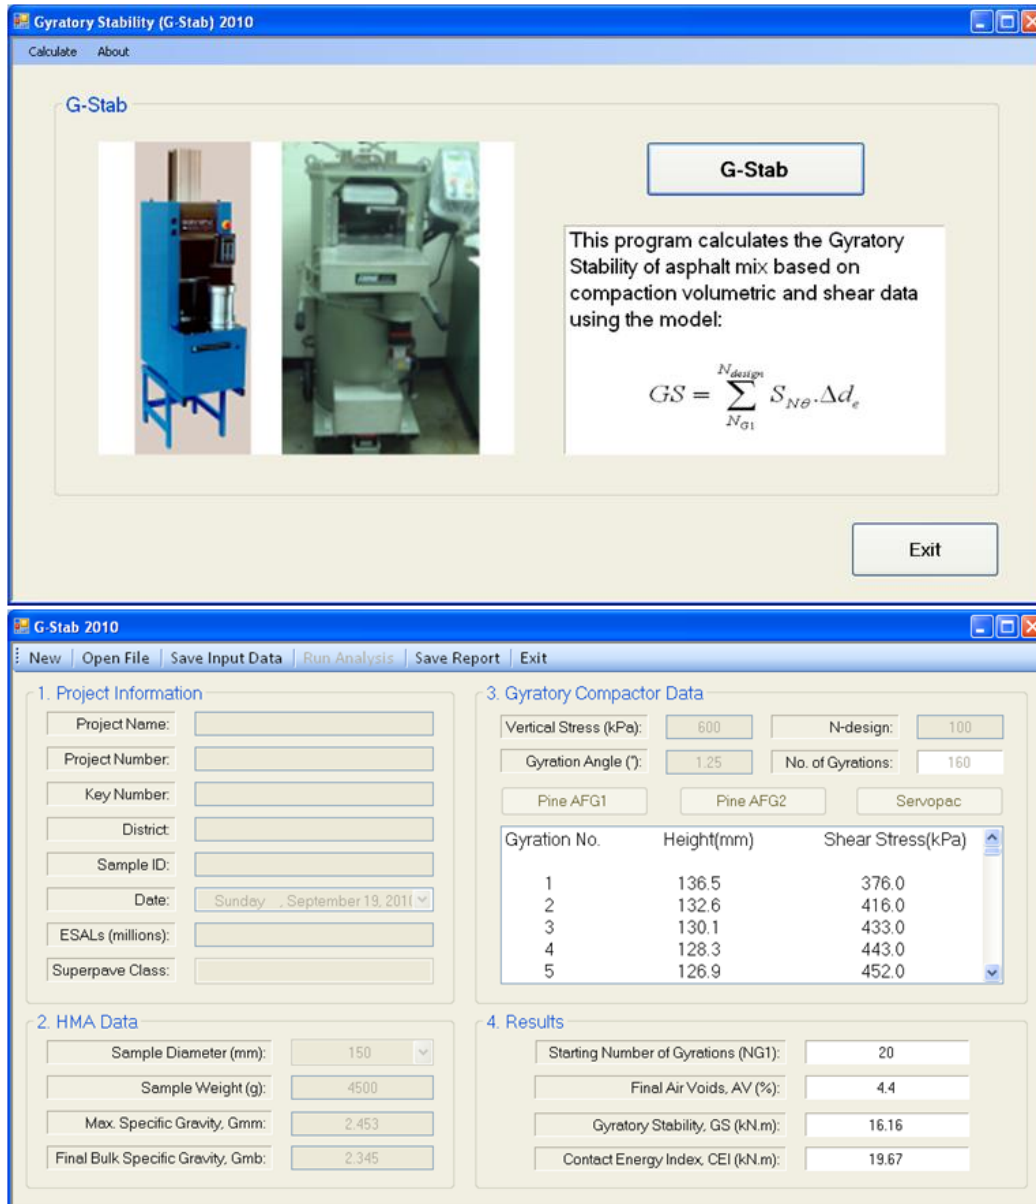 Gyratory Stability (G-Stab) 2010
Calculate About
G-Stab
G-Stab
This program calculates the Gyratory
Stability of asphalt mix based on
compaction volumetric and shear data
using the model:
N_design
GS = ∑ S_Nθ.Δd_e
N_G1
Exit
G-Stab 2010
New Open File Save Input Data Run Analysis Save Report Exit
1. Project Information
Project Name:
Project Number:
Key Number:
District:
Sample ID:
Date: Sunday , September 19, 201
ESALs (millions):
Superpave Class:
2. HMA Data
Sample Diameter (mm): 150
Sample Weight (g): 4500
Max. Specific Gravity, Gmm: 2.453
Final Bulk Specific Gravity, Gmb: 2.345
3. Gyratory Compactor Data
Vertical Stress (kPa): 600 N-design: 100
Gyration Angle (°): 1.25 No. of Gyrations: 160
Pine AFG1 Pine AFG2 Servopac
Gyration No. Height(mm) Shear Stress(kPa)
1 136.5 376.0
2 132.6 416.0
3 130.1 433.0
4 128.3 443.0
5 126.9 452.0
4. Results
Starting Number of Gyrations (NG1): 20
Final Air Voids, AV (%): 4.4
Gyratory Stability, GS (kN.m): 16.16
Contact Energy Index, CEI (kN.m): 19.67